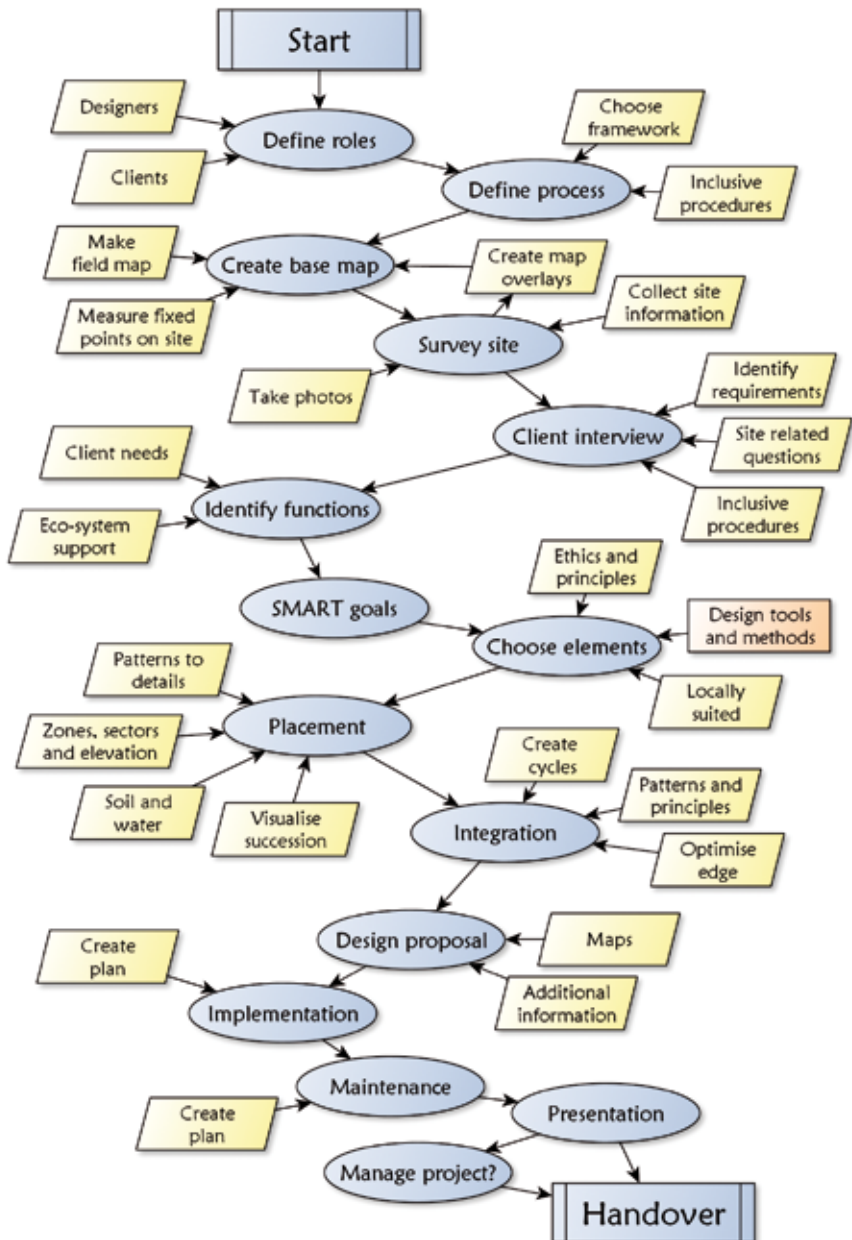 Start
Designers
Define roles
Clients
Choose
framework
Define process
Inclusive
procedures
Make
field map
Create base map
Create map
overlays
Measure fixed
points on site
Collect site
information
Survey site
Take photos
Identify
requirements
Client interview
Site related
questions
Inclusive
procedures
Client needs
Identify functions
Eco-system
support
SMART goals
Ethics and
principles
Choose elements
Design tools
and methods
Locally
suited
Patterns to
details
Placement
Zones, sectors
and elevation
Soil and
water
Visualise
succession
Create
cycles
Patterns and
principles
Integration
Optimise
edge
Design proposal
Maps
Additional
information
Create
plan
Implementation
Maintenance
Create
plan
Presentation
Manage project?
Handover